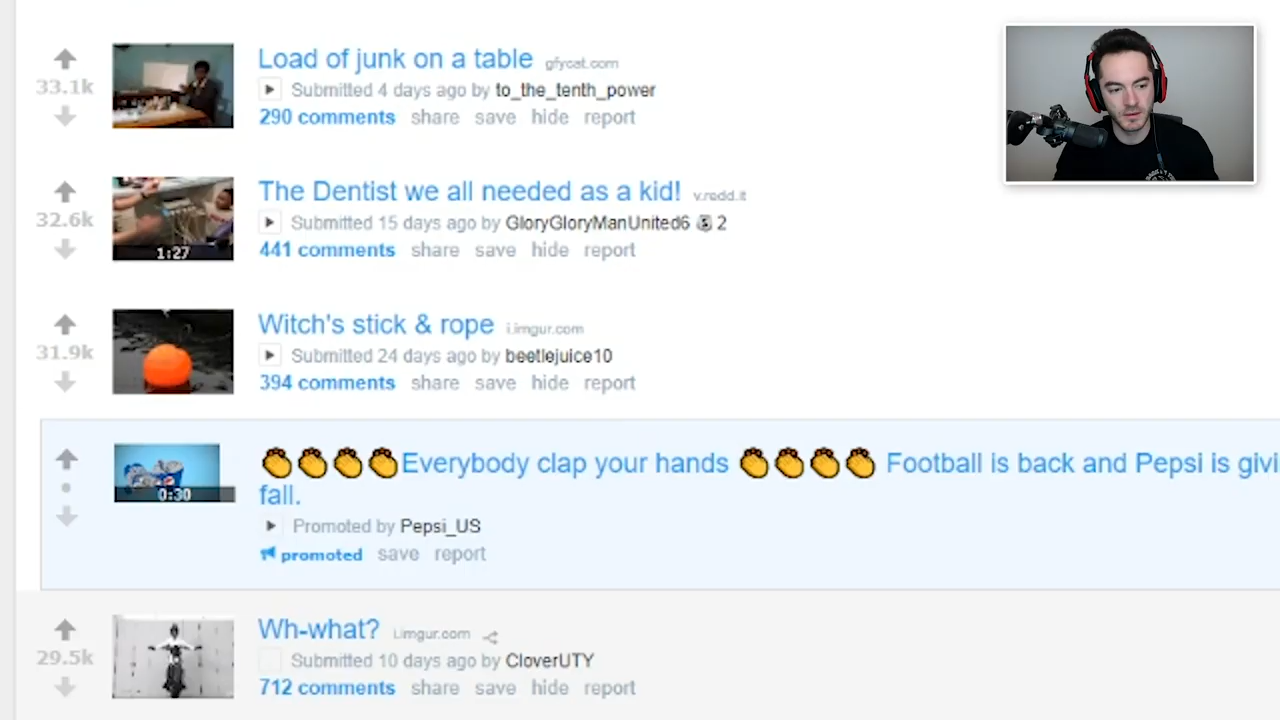 Load of junk on a table gfycat.com
33.1k
Submitted 4 days ago by to_the_tenth_power
290 comments share save hide report
The Dentist we all needed as a kid! v.redd.it
32.6k
Submitted 15 days ago by GloryGloryManUnited6 2
1:27
441 comments share save hide report
Witch's stick & rope i.imgur.com
31.9k
Submitted 24 days ago by beetlejuice10
394 comments share save hide report
👏👏👏👏Everybody clap your hands 👏👏👏👏 Football is back and Pepsi is givi
0:30
fall.
Promoted by Pepsi_US
promoted save report
Wh-what? i.imgur.com
29.5k
Submitted 10 days ago by CloverUTY
712 comments share save hide report